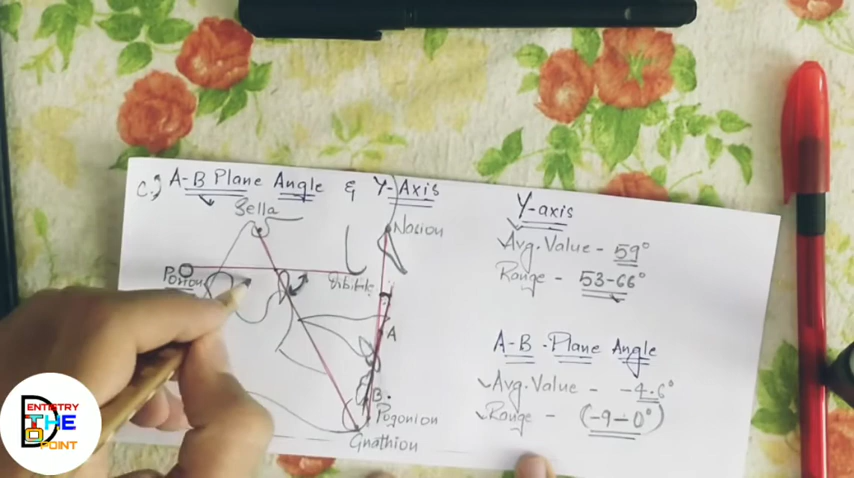 c.) A-B Plane Angle & Y-Axis
Sella
Nasion
Porion
Orbitale
A
B
Pogonion
Gnathion
Y-axis
Avg. Value - 59°
Range - 53-66°
A-B-Plane Angle
Avg. Value - -4.6°
Range - (-9-0°)
D
ENTISTRY
THE
POINT